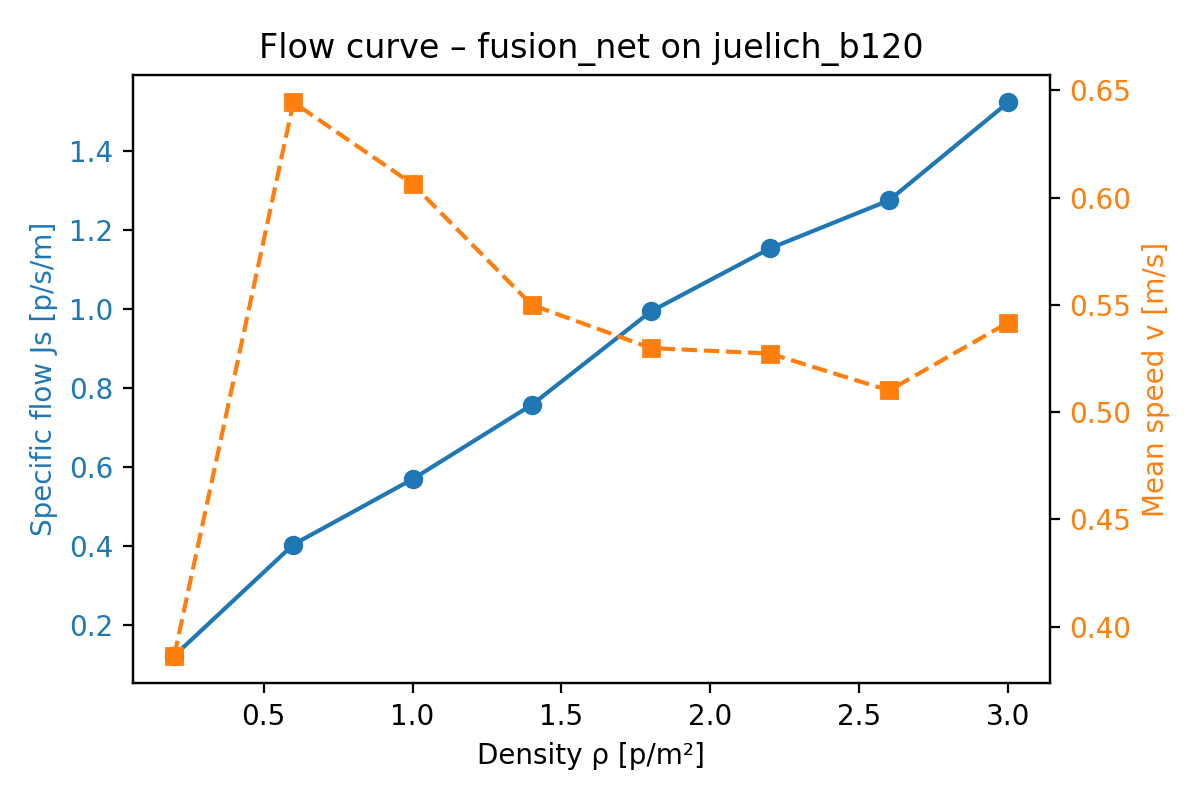 Flow curve – fusion_net on juelich_b120
Specific flow Js [p/s/m]
1.4
1.2
1.0
0.8
0.6
0.4
0.2
0.65
0.60
0.55
0.50
0.45
0.40
Mean speed v [m/s]
0.5 1.0 1.5 2.0 2.5 3.0
Density ρ [p/m²]